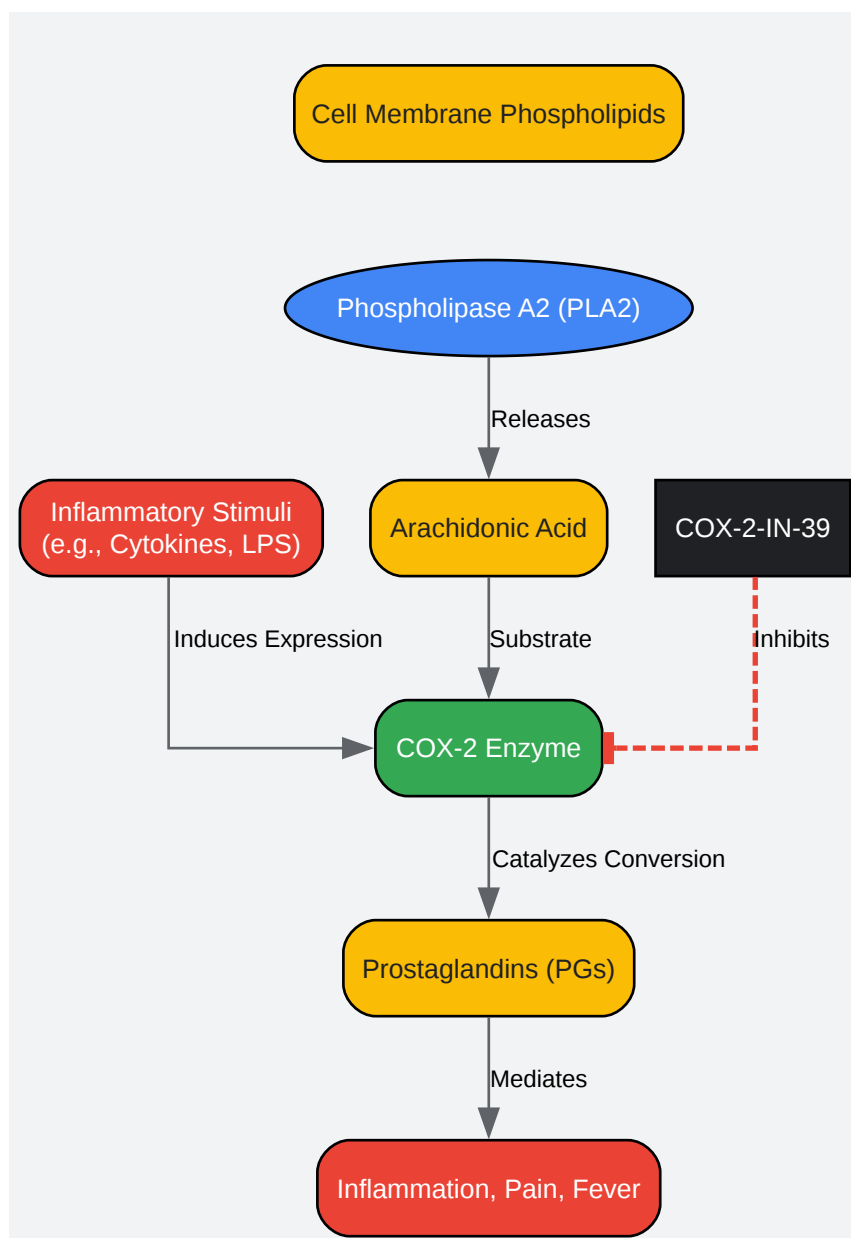 Cell Membrane Phospholipids
Phospholipase A2 (PLA2)
Releases
Inflammatory Stimuli
(e.g., Cytokines, LPS)
Arachidonic Acid
COX-2-IN-39
Induces Expression
Substrate
Inhibits
COX-2 Enzyme
Catalyzes Conversion
Prostaglandins (PGs)
Mediates
Inflammation, Pain, Fever